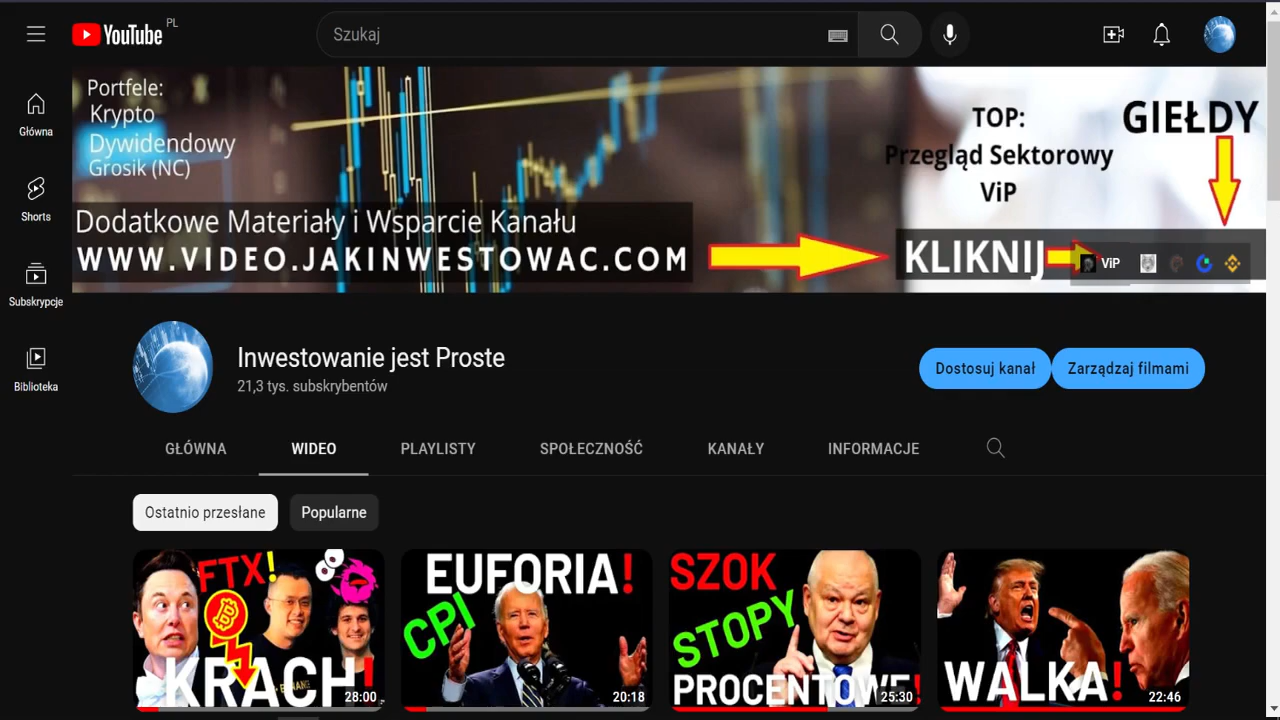 YouTube PL
Szukaj
Główna
Shorts
Subskrypcje
Biblioteka
Portfele:
Krypto
Dywidendowy
Grosik (NC)
Dodatkowe Materiały i Wsparcie Kanału
WWW.VIDEO.JAKINWESTOWAC.COM
TOP:
Przegląd Sektorowy
ViP
GIEŁDY
KLIKNIJ
ViP
Inwestowanie jest Proste
21,3 tys. subskrybentów
Dostosuj kanał
Zarządzaj filmami
GŁÓWNA
WIDEO
PLAYLISTY
SPOŁECZNOŚĆ
KANAŁY
INFORMACJE
Ostatnio przesłane
Popularne
FTX!
KRACH!
28:00
EUFORIA!
CPI
20:18
SZOK
STOPY
PROCENTOWE!
25:30
WALKA!
22:46